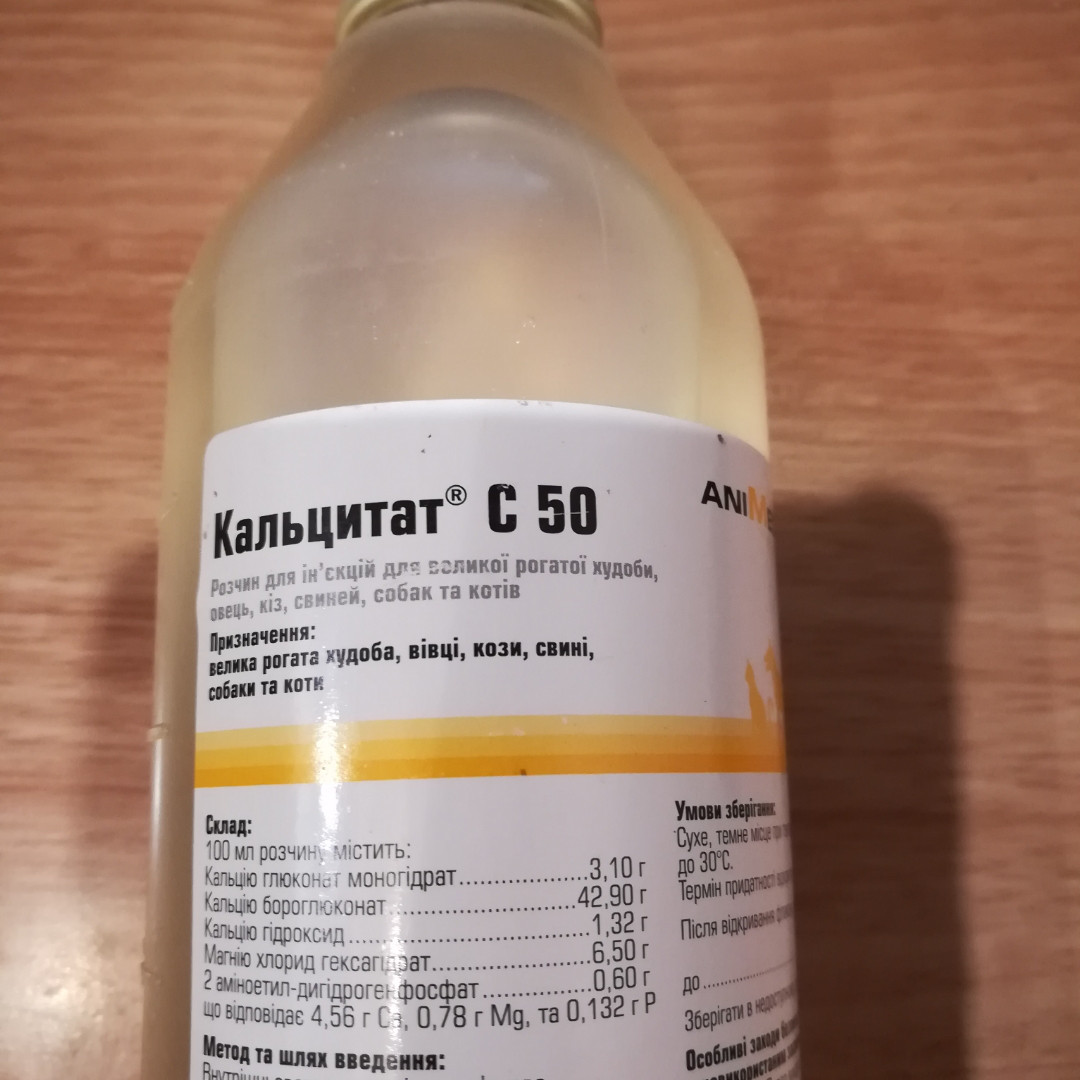 Кальцитат® С 50
ANIM
Розчин для ін'єкцій для великої рогатої худоби,
овець, кіз, свиней, собак та котів
Призначення:
велика рогата худоба, вівці, кози, свині,
собаки та коти
Склад:
100 мл розчину містить:
Кальцію глюконат моногідрат..................3,10 г
Кальцію бороглюконат..........................42,90 г
Кальцію гідроксид.................................1,32 г
Магнію хлорид гексагідрат.....................6,50 г
2 аміноетил-дигідрогенфосфат...............0,60 г
що відповідає 4,56 г Ca, 0,78 г Mg, та 0,132 г P
Метод та шлях введення:
Умови зберігання:
Сухе, темне місце при
до 30°С.
Термін придатності
Після відкривання
до
Зберігати в
Особливі заходи